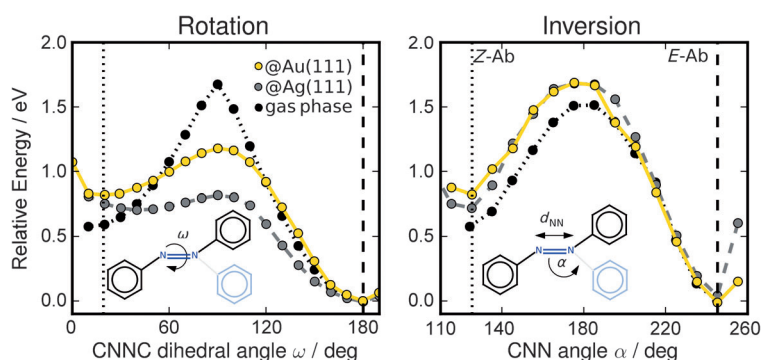 Rotation
Inversion
Relative Energy / eV
2.0
1.5
1.0
0.5
0.0
@Au(111)
@Ag(111)
gas phase
ω
N
N
0
60
120
180
CNNC dihedral angle ω / deg
2.0
1.5
1.0
0.5
0.0
Z-Ab
E-Ab
dNN
N
N
α
110
140
180
220
260
CNN angle α / deg